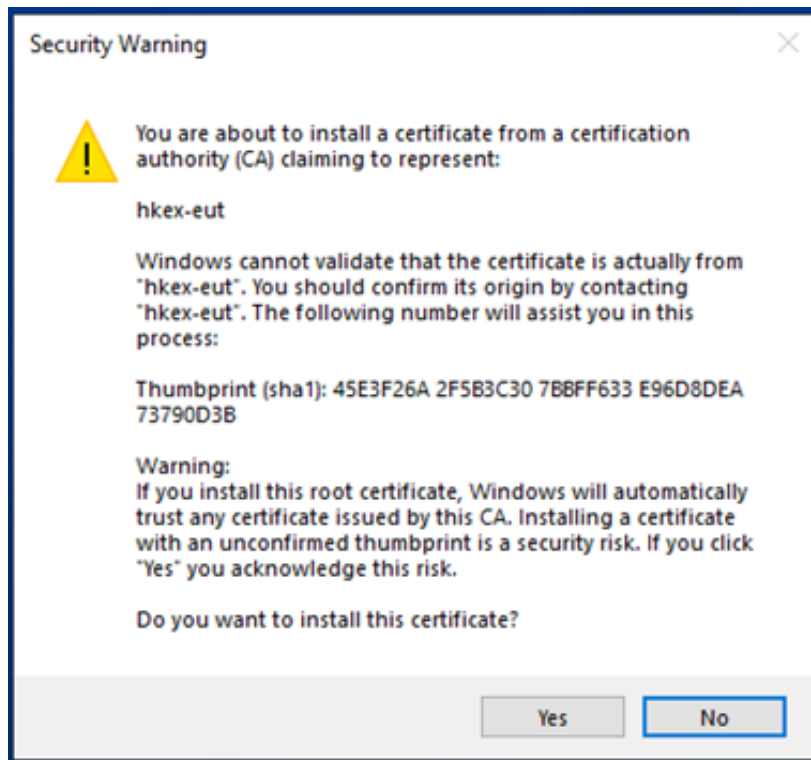 Security Warning
You are about to install a certificate from a certification
authority (CA) claiming to represent:
hkex-eut
Windows cannot validate that the certificate is actually from
"hkex-eut". You should confirm its origin by contacting
"hkex-eut". The following number will assist you in this
process:
Thumbprint (sha1): 45E3F26A 2F5B3C30 7BBFF633 E96D8DEA
73790D3B
Warning:
If you install this root certificate, Windows will automatically
trust any certificate issued by this CA. Installing a certificate
with an unconfirmed thumbprint is a security risk. If you click
"Yes" you acknowledge this risk.
Do you want to install this certificate?
Yes No